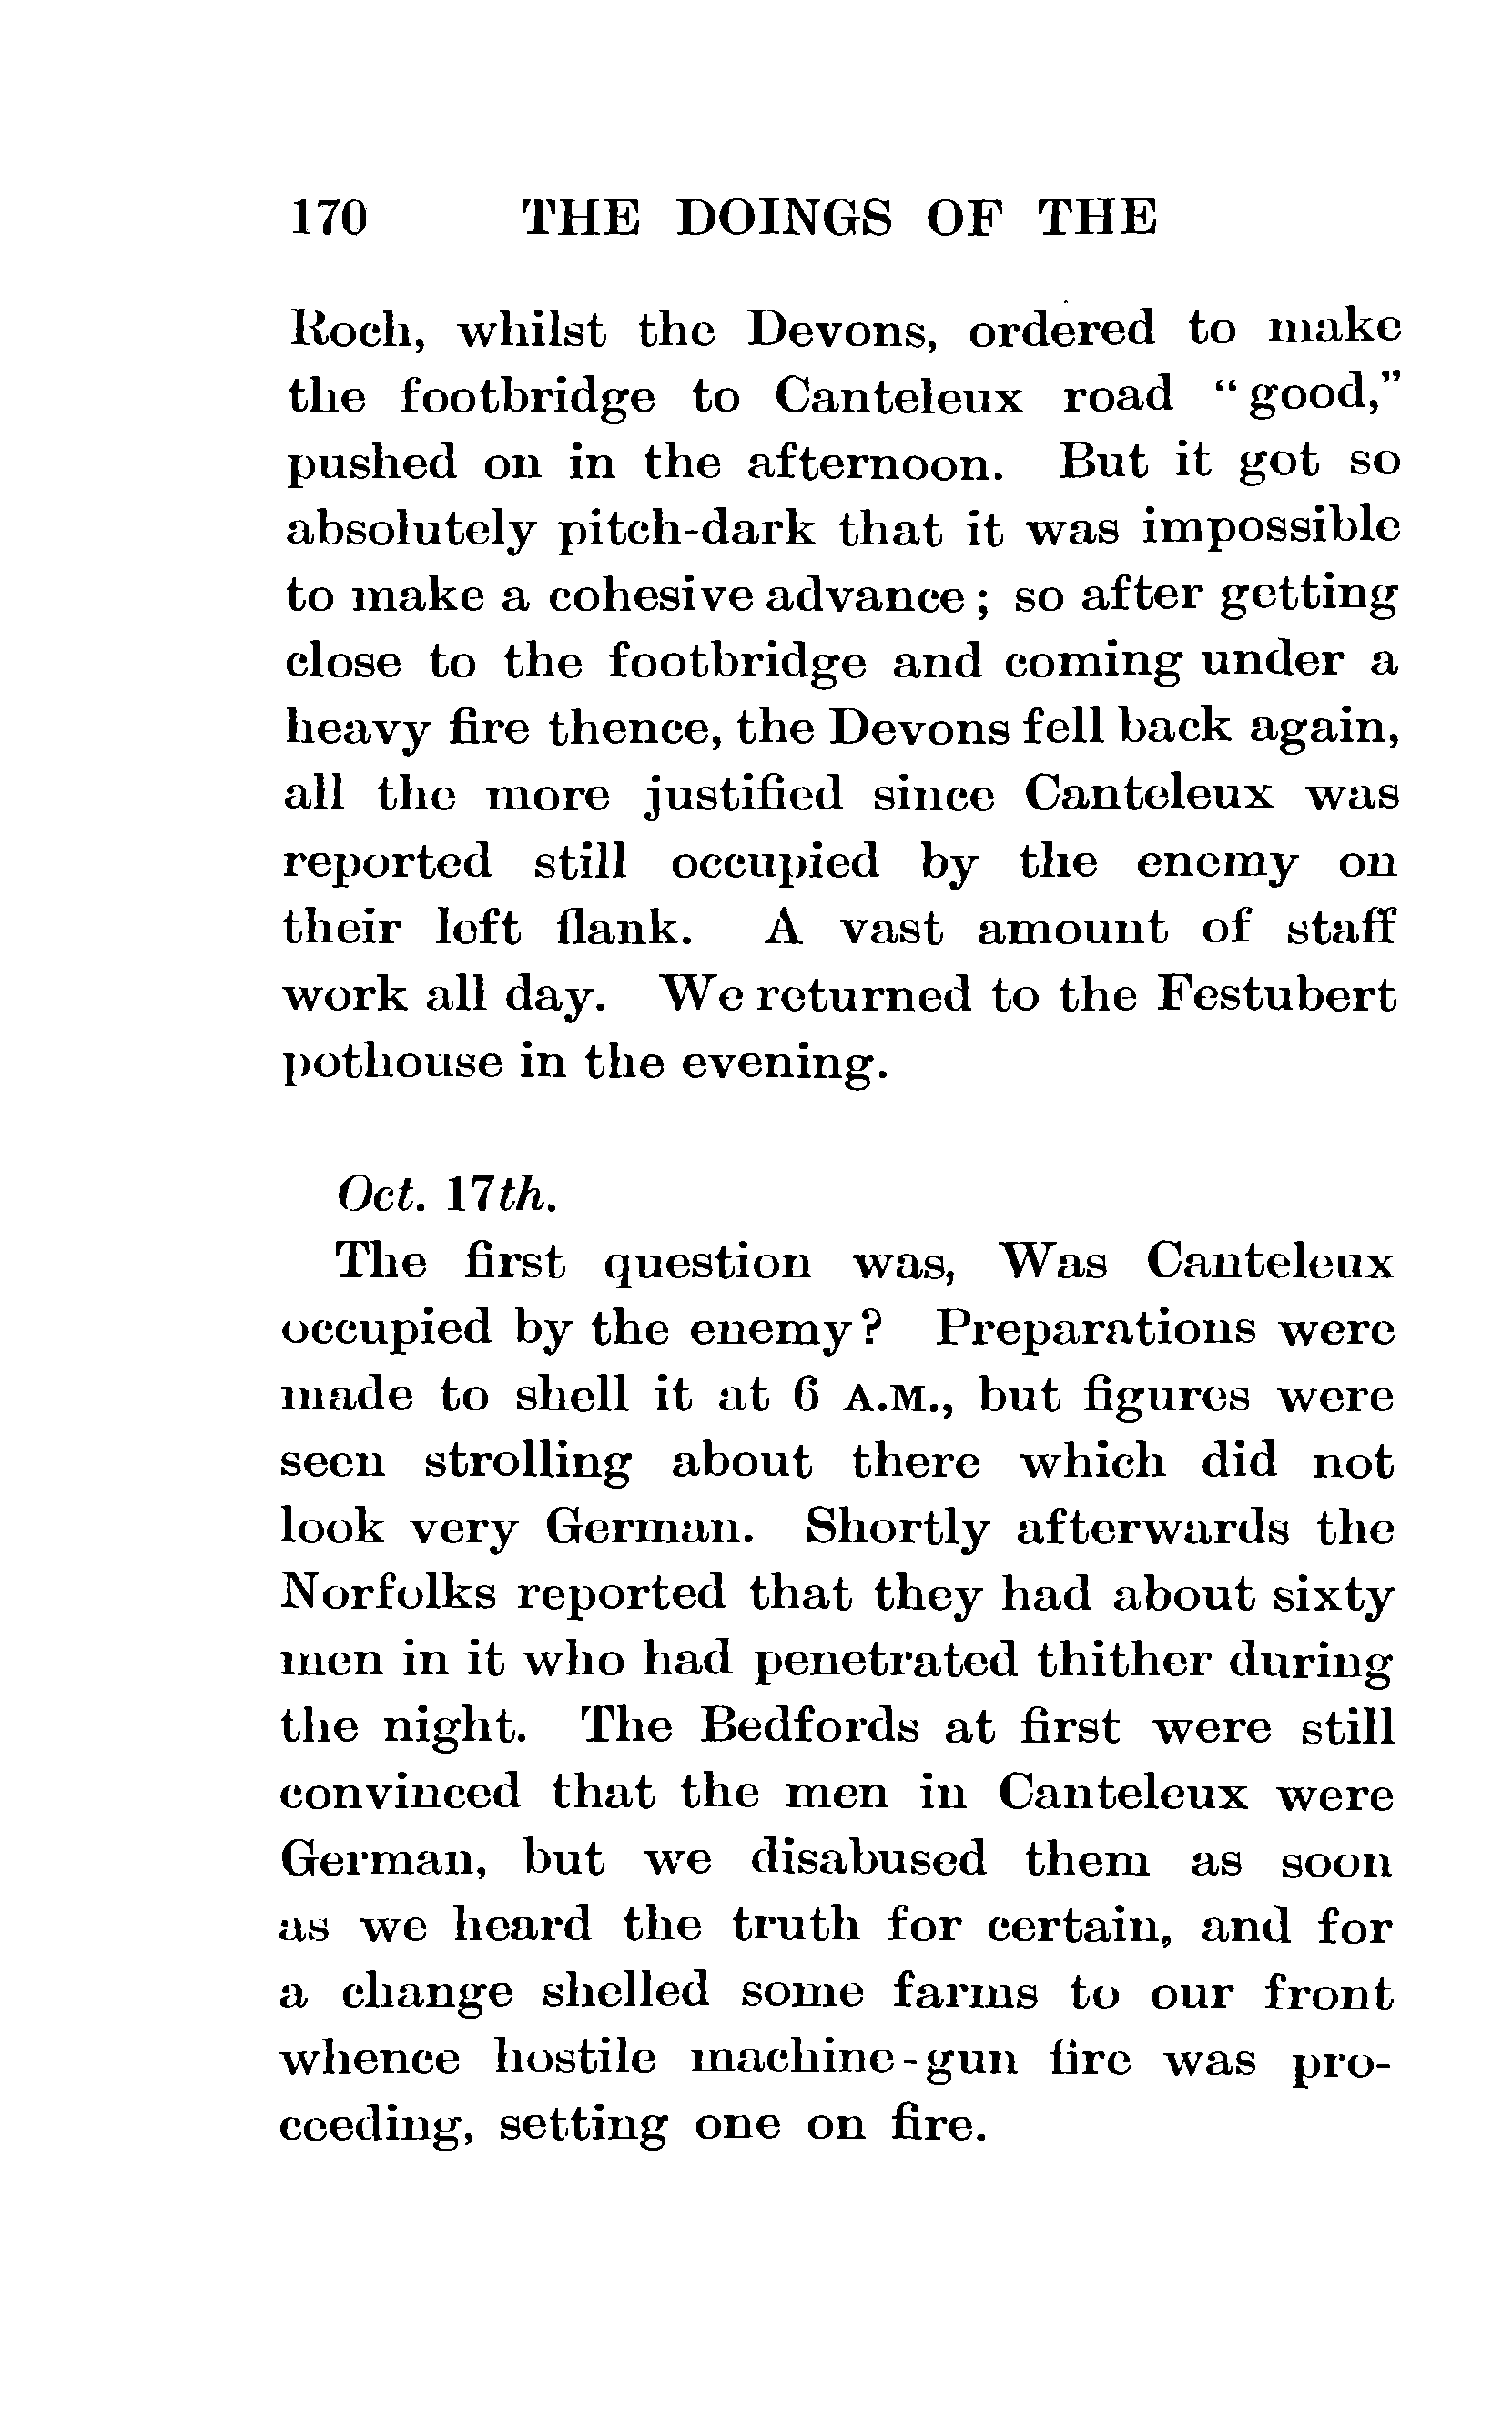 170 THE DOINGS OF THE
Roch, whilst the Devons, ordered to make
the footbridge to Canteleux road “good,”
pushed on in the afternoon. But it got so
absolutely pitch-dark that it was impossible
to make a cohesive advance; so after getting
close to the footbridge and coming under a
heavy fire thence, the Devons fell back again,
all the more justified since Canteleux was
reported still occupied by the enemy on
their left flank. A vast amount of staff
work all day. We returned to the Festubert
pothouse in the evening.
Oct. 17th.
The first question was, Was Canteleux
occupied by the enemy? Preparations were
made to shell it at 6 A.M., but figures were
seen strolling about there which did not
look very German. Shortly afterwards the
Norfolks reported that they had about sixty
men in it who had penetrated thither during
the night. The Bedfords at first were still
convinced that the men in Canteleux were
German, but we disabused them as soon
as we heard the truth for certain, and for
a change shelled some farms to our front
whence hostile machine-gun fire was pro-
ceeding, setting one on fire.